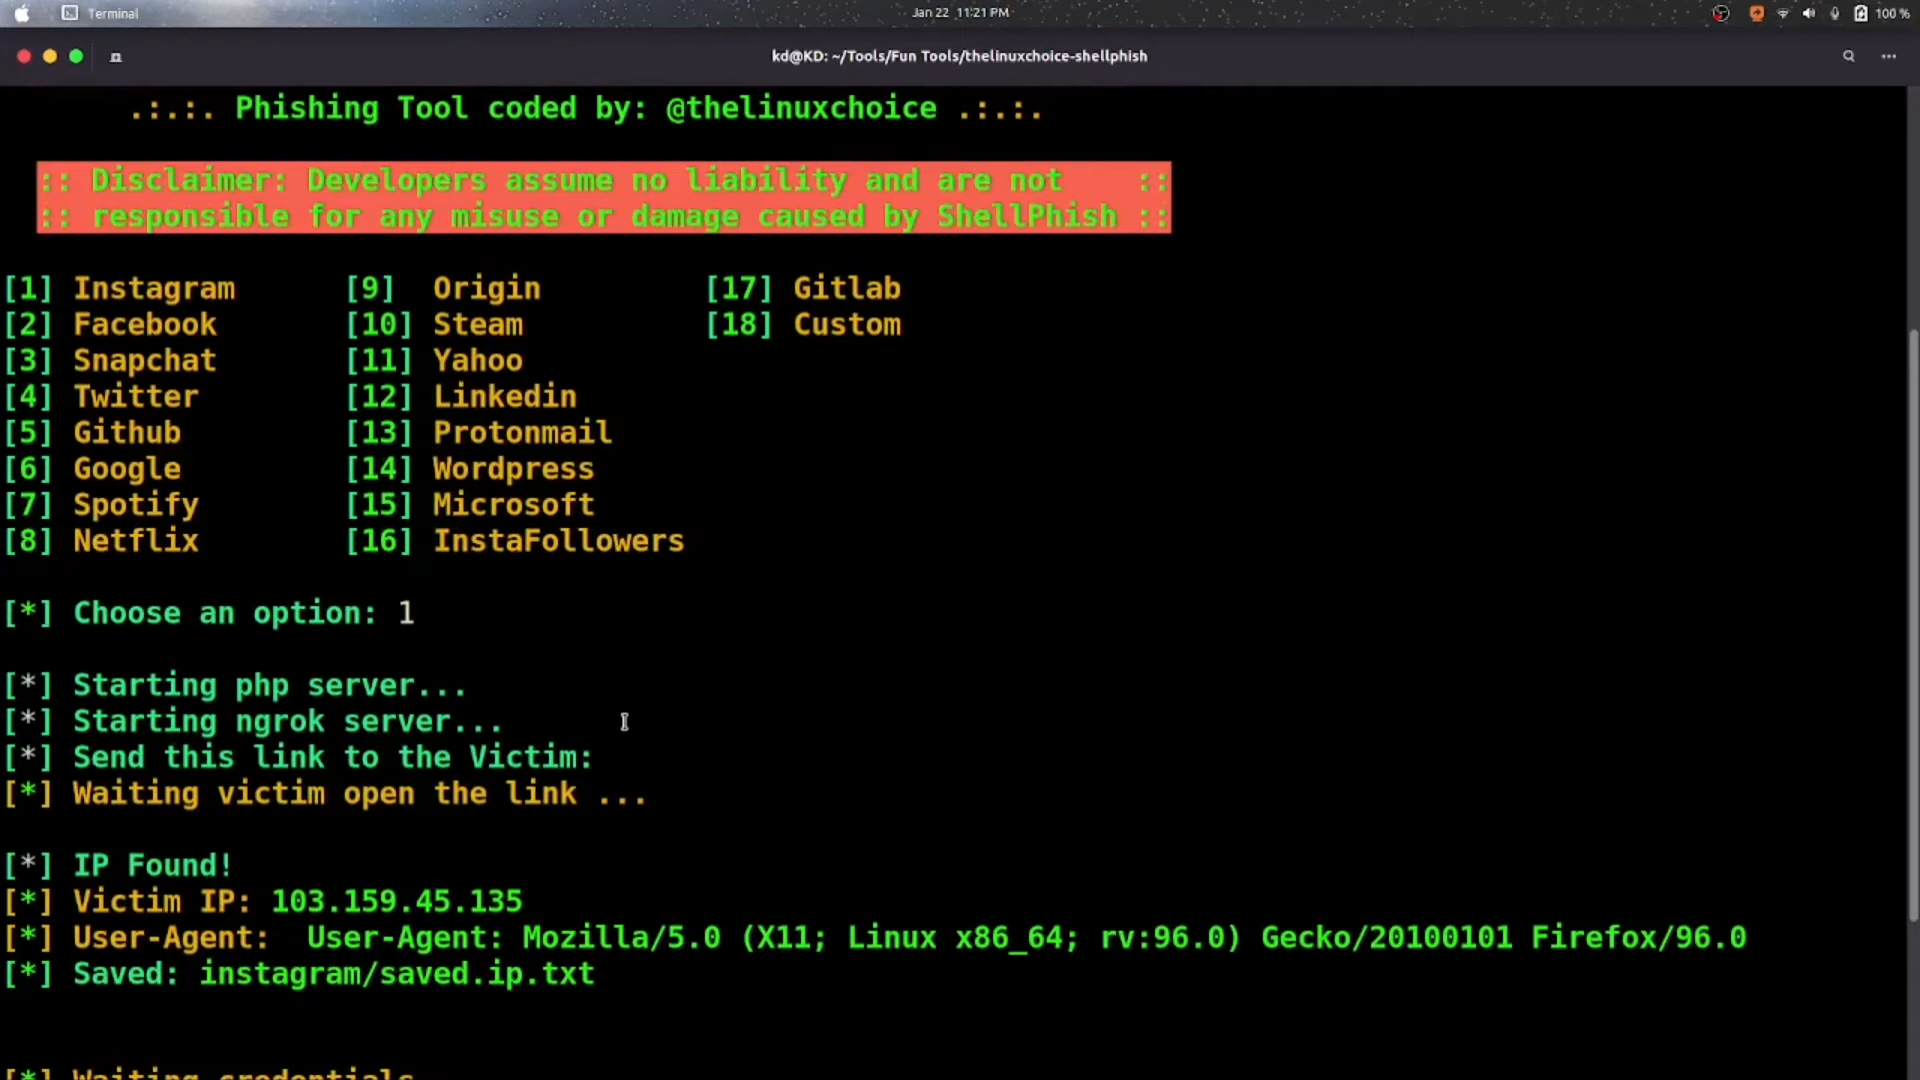 Terminal
Jan 22 11:21 PM
100 %
kd@KD: ~/Tools/Fun Tools/thelinuxchoice-shellphish
.:.:. Phishing Tool coded by: @thelinuxchoice .:.:.
:: Disclaimer: Developers assume no liability and are not ::
:: responsible for any misuse or damage caused by ShellPhish ::
[1] Instagram [9] Origin [17] Gitlab
[2] Facebook [10] Steam [18] Custom
[3] Snapchat [11] Yahoo
[4] Twitter [12] Linkedin
[5] Github [13] Protonmail
[6] Google [14] Wordpress
[7] Spotify [15] Microsoft
[8] Netflix [16] InstaFollowers
[*] Choose an option: 1
[*] Starting php server...
[*] Starting ngrok server...
[*] Send this link to the Victim:
[*] Waiting victim open the link ...
[*] IP Found!
[*] Victim IP: 103.159.45.135
[*] User-Agent: User-Agent: Mozilla/5.0 (X11; Linux x86_64; rv:96.0) Gecko/20100101 Firefox/96.0
[*] Saved: instagram/saved.ip.txt
[*] Waiting credentials